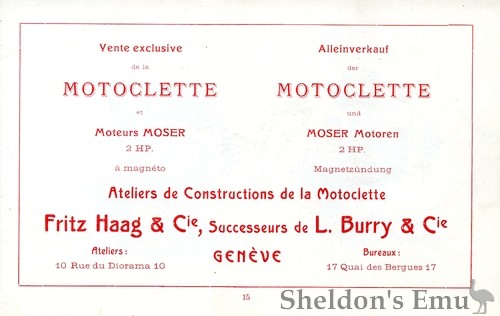 Vente exclusive
de la
MOTOCLETTE
et
Moteurs MOSER
2 HP.
à magnéto
Alleinverkauf
der
MOTOCLETTE
und
MOSER Motoren
2 HP.
Magnetzündung
Ateliers de Constructions de la Motoclette
Fritz Haag & Cie, Successeurs de L. Burry & Cie
GENÈVE
Ateliers:
10 Rue du Diorama 10
Bureaux:
17 Quai des Bergues 17
15
Sheldon's Emu